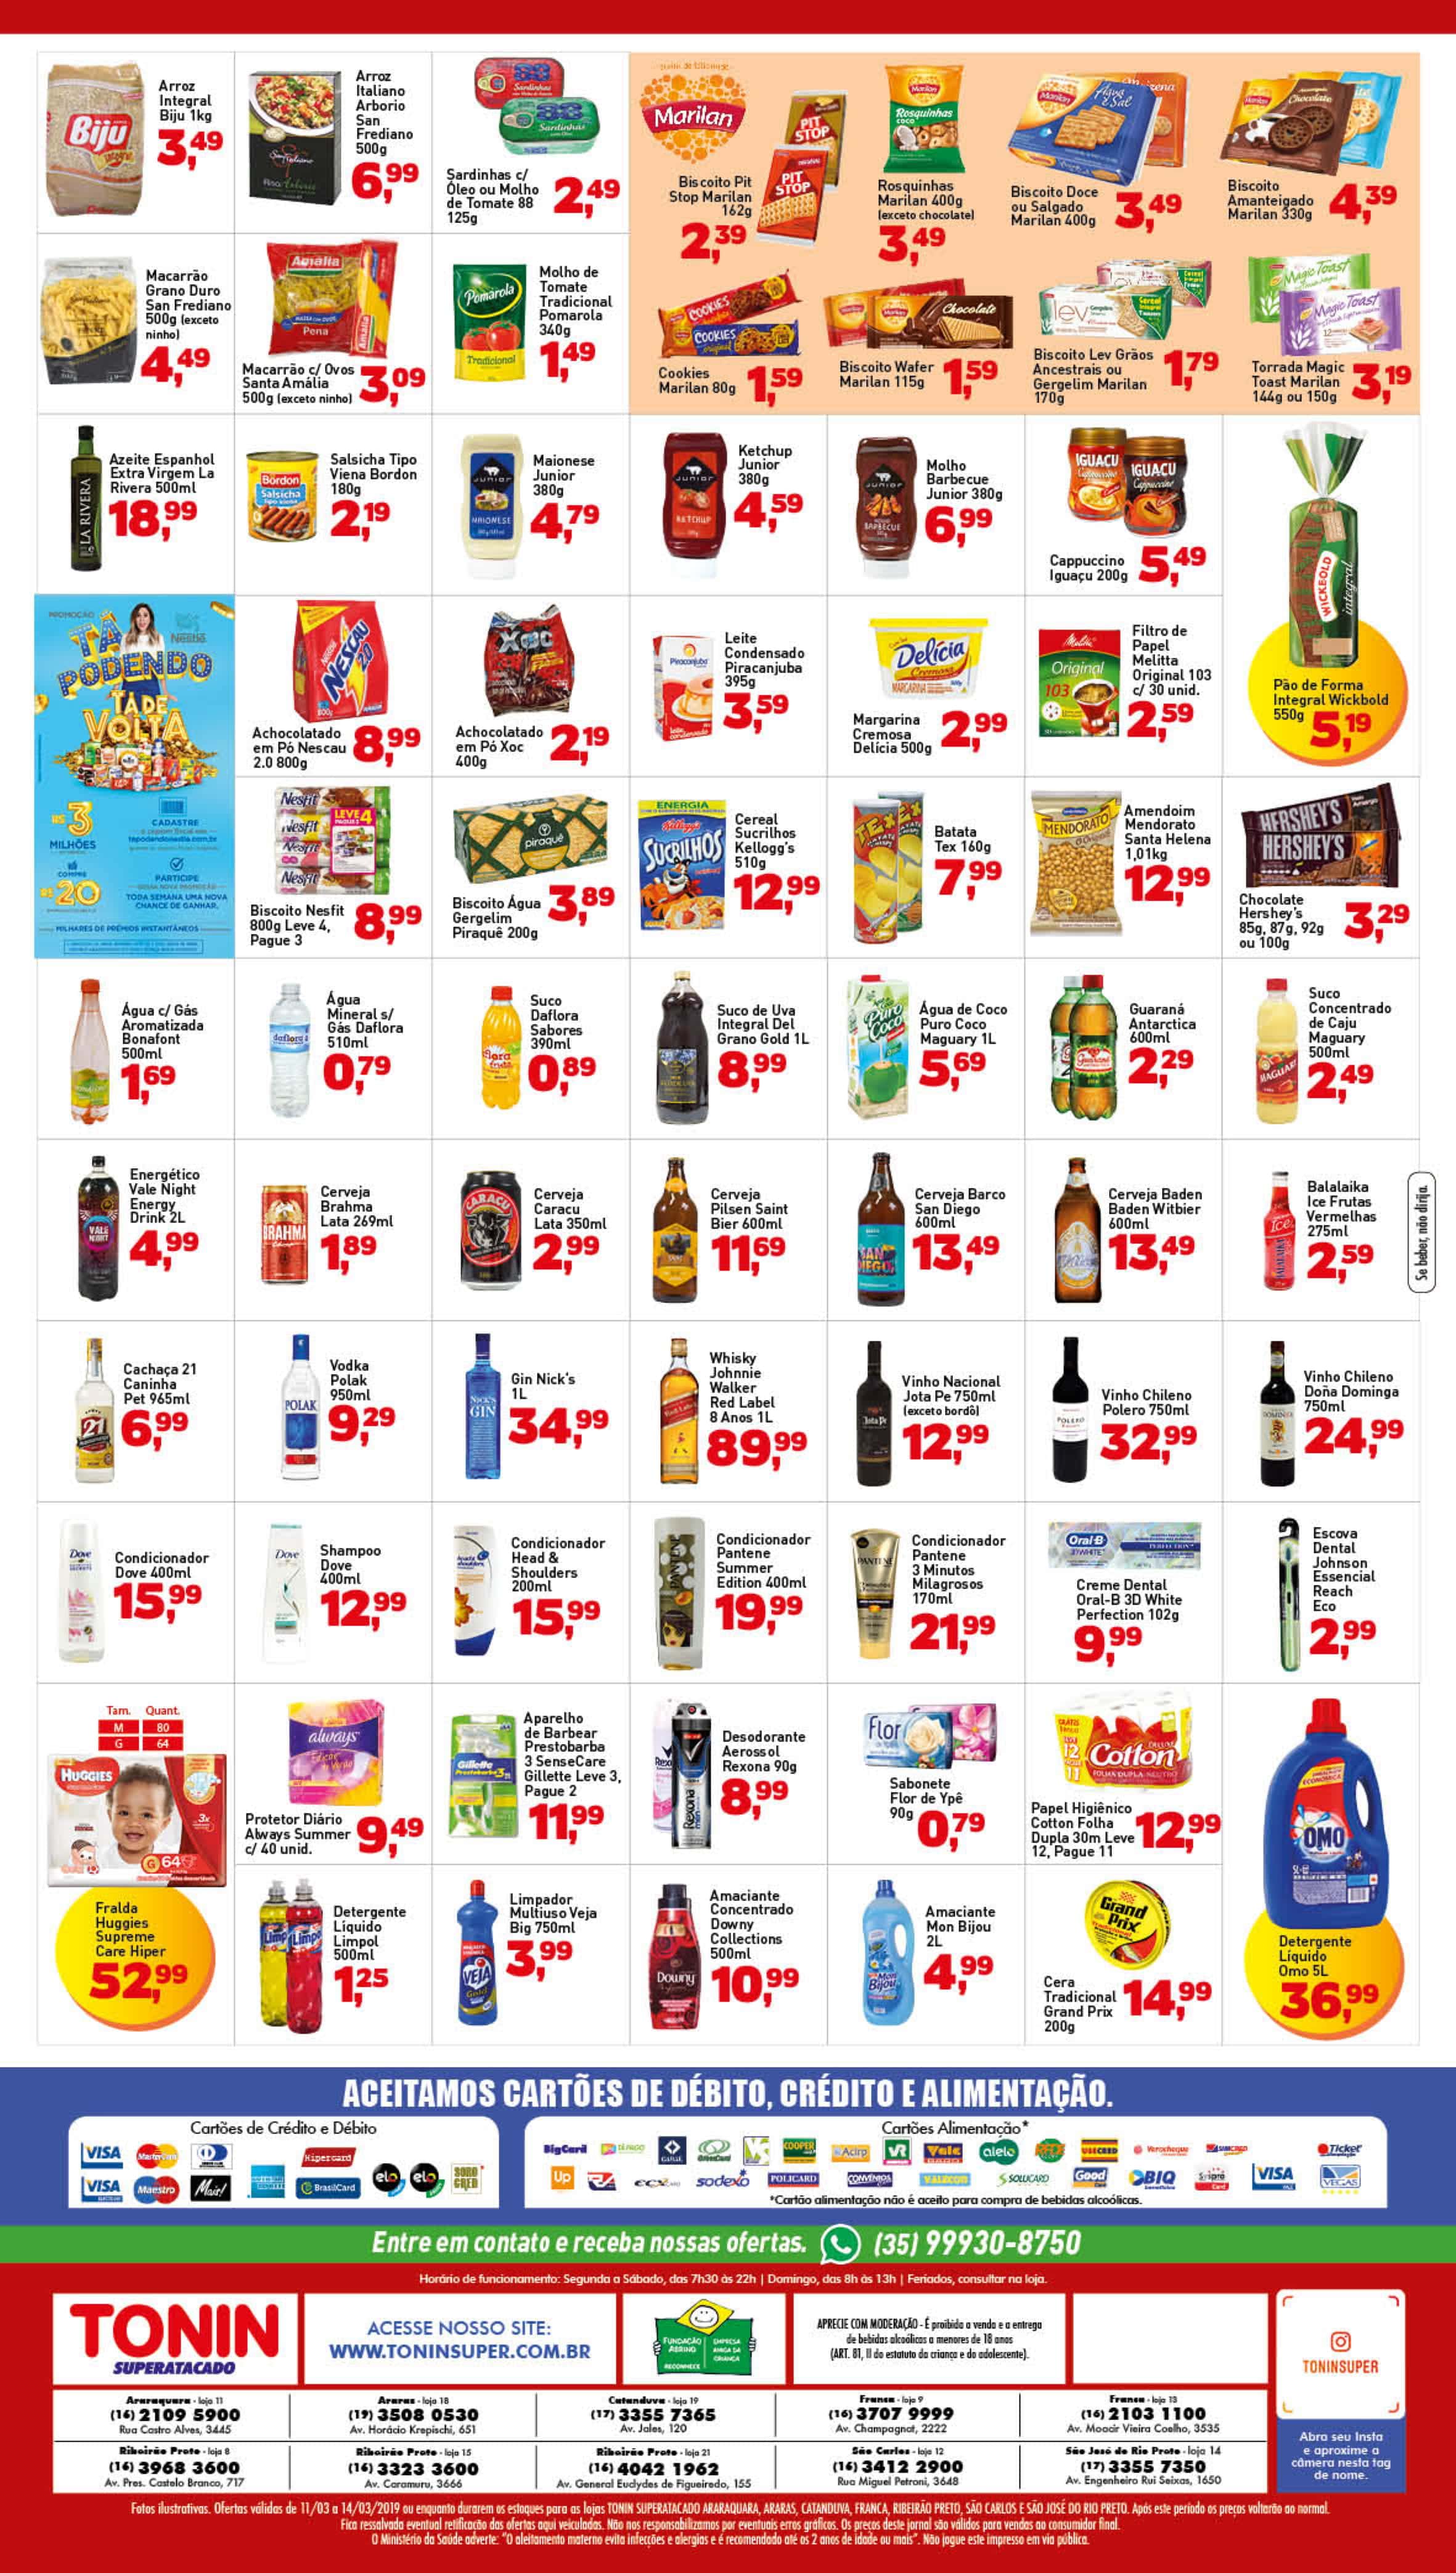 Arroz
Integral
Biju 1kg
3,49
Arroz
Italiano
Arborio
San
Frediano
500g
6,99
Sardinhas c/
Óleo ou Molho
de Tomate 88
125g
2,49
Marilan
Biscoito Pit
Stop Marilan
162g
2,39
PIT
STOP
PIT
STOP
Rosquinhas
Marilan 400g
(exceto chocolate)
3,49
Biscoito Doce
ou Salgado
Marilan 400g
3,49
Biscoito
Amanteigado
Marilan 330g
4,39
Macarrão
Grano Duro
San Frediano
500g (exceto
ninho)
4,49
Macarrão c/ Ovos
Santa Amália
500g (exceto ninho)
3,09
Molho de
Tomate
Tradicional
Pomarola
340g
1,49
Cookies
Marilan 80g
1,59
Biscoito Wafer
Marilan 115g
1,59
Biscoito Lev Grãos
Ancestrais ou
Gergelim Marilan
170g
1,79
Torrada Magic
Toast Marilan
144g ou 150g
3,19
Azeite Espanhol
Extra Virgem La
Rivera 500ml
18,99
Salsicha Tipo
Viena Bordon
180g
2,19
Maionese
Junior
380g
4,79
Ketchup
Junior
380g
4,59
Molho
Barbecue
Junior 380g
6,99
Cappuccino
Iguaçu 200g
5,49
Pão de Forma
Integral Wickbold
550g
5,19
PROMOÇÃO
Nestlé
TÁ
PODENDO
TÁ DE
VOLTA
R$ 3
MILHÕES
CADASTRE
COMPRE
R$ 20
PARTICIPE
TODA SEMANA UMA NOVA
CHANCE DE GANHAR.
MILHARES DE PRÊMIOS INSTANTÂNEOS
Achocolatado
em Pó Nescau
2.0 800g
8,99
Achocolatado
em Pó Xoc
400g
2,19
Leite
Condensado
Piracanjuba
395g
3,59
Margarina
Cremosa
Delícia 500g
2,99
Filtro de
Papel
Melitta
Original 103
c/ 30 unid.
2,59
Biscoito Nesfit
800g Leve 4,
Pague 3
8,99
Biscoito Água
Gergelim
Piraquê 200g
3,89
Cereal
Sucrilhos
Kellogg's
510g
12,99
Batata
Tex 160g
7,99
Amendoim
Mendorato
Santa Helena
1,01kg
12,99
Chocolate
Hershey's
85g, 87g, 92g
ou 100g
3,29
Água c/ Gás
Aromatizada
Bonafont
500ml
1,69
Água
Mineral s/
Gás Daflora
510ml
0,79
Suco
Daflora
Sabores
390ml
0,89
Suco de Uva
Integral Del
Grano Gold 1L
8,99
Água de Coco
Puro Coco
Maguary 1L
5,69
Guaraná
Antarctica
600ml
2,29
Suco
Concentrado
de Caju
Maguary
500ml
2,49
Energético
Vale Night
Energy
Drink 2L
4,99
Cerveja
Brahma
Lata 269ml
1,89
Cerveja
Caracu
Lata 350ml
2,99
Cerveja
Pilsen Saint
Bier 600ml
11,69
Cerveja Barco
San Diego
600ml
13,49
Cerveja Baden
Baden Witbier
600ml
13,49
Balalaika
Ice Frutas
Vermelhas
275ml
2,59
Se beber, não dirija.
Cachaça 21
Caninha
Pet 965ml
6,99
Vodka
Polak
950ml
9,29
Gin Nick's
1L
34,99
Whisky
Johnnie
Walker
Red Label
8 Anos 1L
89,99
Vinho Nacional
Jota Pe 750ml
(exceto bordô)
12,99
Vinho Chileno
Polero 750ml
32,99
Vinho Chileno
Doña Dominga
750ml
24,99
Condicionador
Dove 400ml
15,99
Shampoo
Dove
400ml
12,99
Condicionador
Head &
Shoulders
200ml
15,99
Condicionador
Pantene
Summer
Edition 400ml
19,99
Condicionador
Pantene
3 Minutos
Milagrosos
170ml
21,99
Creme Dental
Oral-B 3D White
Perfection 102g
9,99
Escova
Dental
Johnson
Essencial
Reach
Eco
2,99
Tam. Quant.
M 80
G 64
HUGGIES
Fralda
Huggies
Supreme
Care Hiper
52,99
Protetor Diário
Always Summer
c/ 40 unid.
9,49
Aparelho
de Barbear
Prestobarba
3 SenseCare
Gillette Leve 3,
Pague 2
11,99
Desodorante
Aerossol
Rexona 90g
8,99
Sabonete
Flor de Ypê
90g
0,79
Papel Higiênico
Cotton Folha
Dupla 30m Leve
12, Pague 11
12,99
Detergente
Líquido
Limpol
500ml
1,25
Limpador
Multiuso Veja
Big 750ml
3,99
Amaciante
Concentrado
Downy
Collections
500ml
10,99
Amaciante
Mon Bijou
2L
4,99
Cera
Tradicional
Grand Prix
200g
14,99
OMO
Detergente
Líquido
Omo 5L
36,99
ACEITAMOS CARTÕES DE DÉBITO, CRÉDITO E ALIMENTAÇÃO.
Cartões de Crédito e Débito
VISA Mastercard Hipercard
VISA Maestro Mais! BrasilCard elo elo
Cartões Alimentação*
BigCard VR Vale alelo Ticket
Up sodexo POLICARD CONVÊNIOS VALECON SOLUCARD Good BIQ VISA VEGAS
*Cartão alimentação não é aceito para compra de bebidas alcoólicas.
Entre em contato e receba nossas ofertas. (35) 99930-8750
Horário de funcionamento: Segunda a Sábado, das 7h30 às 22h | Domingo, das 8h às 13h | Feriados, consultar na loja.
TONIN
SUPERATACADO
ACESSE NOSSO SITE:
WWW.TONINSUPER.COM.BR
FUNDAÇÃO ABRINQ RECONHECE
EMPRESA AMIGA DA CRIANÇA
APRECIE COM MODERAÇÃO - É proibida a venda e a entrega
de bebidas alcoólicas a menores de 18 anos
(ART. 81, II do estatuto da criança e do adolescente).
TONINSUPER
Abra seu Insta
e aproxime a
câmera nesta tag
de nome.
Araraquara - loja 11
(16) 2109 5900
Rua Castro Alves, 3445
Araras - loja 18
(19) 3508 0530
Av. Horácio Krepischi, 651
Catanduva - loja 19
(17) 3355 7365
Av. Jales, 120
Franca - loja 9
(16) 3707 9999
Av. Champagnat, 2222
Franca - loja 13
(16) 2103 1100
Av. Moacir Vieira Coelho, 3535
Ribeirão Preto - loja 8
(16) 3968 3600
Av. Pres. Castelo Branco, 717
Ribeirão Preto - loja 15
(16) 3323 3600
Av. Caramuru, 3666
Ribeirão Preto - loja 21
(16) 4042 1962
Av. General Euclydes de Figueiredo, 155
São Carlos - loja 12
(16) 3412 2900
Rua Miguel Petroni, 3648
São José do Rio Preto - loja 14
(17) 3355 7350
Av. Engenheiro Rui Seixas, 1650
Fotos ilustrativas. Ofertas válidas de 11/03 a 14/03/2019 ou enquanto durarem os estoques para as lojas TONIN SUPERATACADO ARARAQUARA, ARARAS, CATANDUVA, FRANCA, RIBEIRÃO PRETO, SÃO CARLOS E SÃO JOSÉ DO RIO PRETO. Após este período os preços voltarão ao normal.
Fica ressalvada eventual retificação das ofertas aqui veiculadas. Não nos responsabilizamos por eventuais erros gráficos. Os preços deste jornal são válidos para vendas ao consumidor final.
O Ministério da Saúde adverte: "O aleitamento materno evita infecções e alergias e é recomendado até os 2 anos de idade ou mais". Não jogue este impresso em via pública.